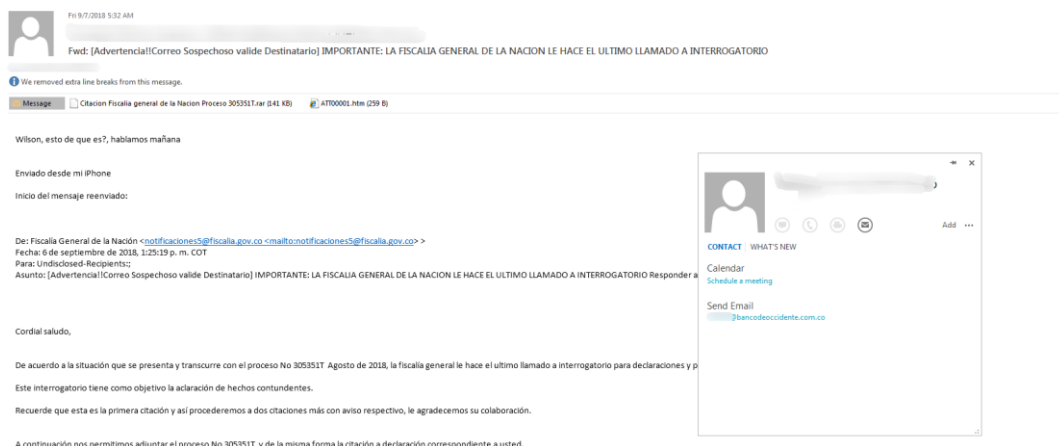 Fri 9/7/2018 5:32 AM
Fwd: [Advertencia!!Correo Sospechoso valide Destinatario] IMPORTANTE: LA FISCALIA GENERAL DE LA NACION LE HACE EL ULTIMO LLAMADO A INTERROGATORIO
We removed extra line breaks from this message.
Message
Citacion Fiscalia general de la Nacion Proceso 305351T.rar (141 KB)
ATT00001.htm (259 B)
Wilson, esto de que es?, hablamos mañana
Enviado desde mi iPhone
Inicio del mensaje reenviado:
De: Fiscalía General de la Nación <notificaciones5@fiscalia.gov.co <mailto:notificaciones5@fiscalia.gov.co> >
Fecha: 6 de septiembre de 2018, 1:25:19 p. m. COT
Para: Undisclosed-Recipients:;
Asunto: [Advertencia!!Correo Sospechoso valide Destinatario] IMPORTANTE: LA FISCALIA GENERAL DE LA NACION LE HACE EL ULTIMO LLAMADO A INTERROGATORIO Responder a
Cordial saludo,
De acuerdo a la situación que se presenta y transcurre con el proceso No 305351T Agosto de 2018, la fiscalía general le hace el ultimo llamado a interrogatorio para declaraciones y p
Este interrogatorio tiene como objetivo la aclaración de hechos contundentes.
Recuerde que esta es la primera citación y así procederemos a dos citaciones más con aviso respectivo, le agradecemos su colaboración.
A continuación nos permitimos adjuntar el proceso No 305351T y de la misma forma la citación a declaración correspondiente a usted.
Add
CONTACT WHAT'S NEW
Calendar
Schedule a meeting
Send Email
@bancodeoccidente.com.co